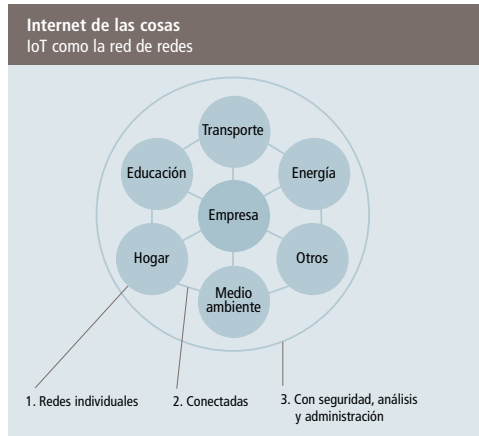 Internet de las cosas
IoT como la red de redes
Transporte
Educación
Energía
Empresa
Hogar
Otros
Medio
ambiente
1. Redes individuales
2. Conectadas
3. Con seguridad, análisis
y administración